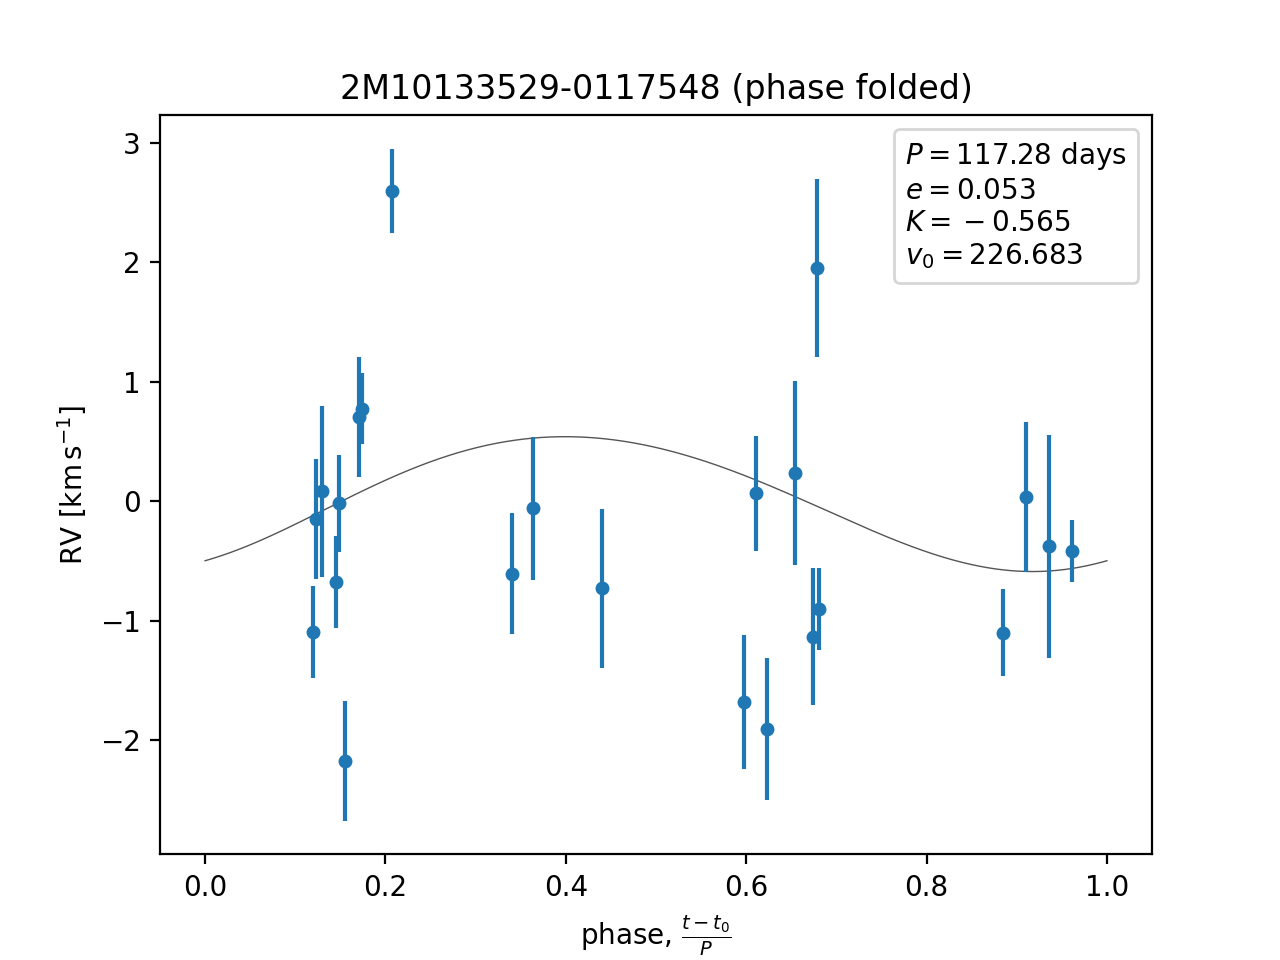 2M10133529-0117548 (phase folded)
P = 117.28 days
e = 0.053
K = −0.565
v₀ = 226.683
3
2
1
0
−1
−2
RV [km s⁻¹]
0.0 0.2 0.4 0.6 0.8 1.0
phase, (t − t₀)/P